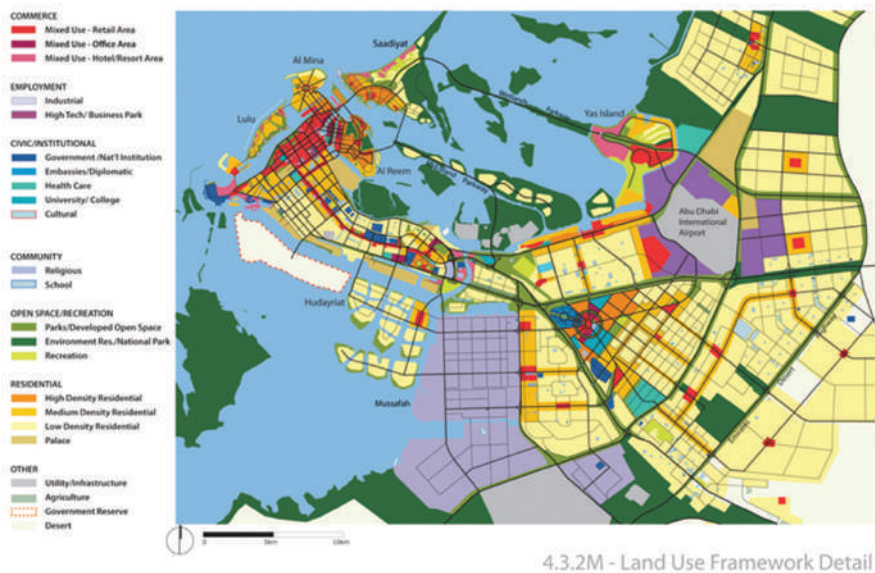 COMMERCE
Mixed Use - Retail Area
Mixed Use - Office Area
Mixed Use - Hotel/Resort Area
EMPLOYMENT
Industrial
High Tech/ Business Park
CIVIC/INSTITUTIONAL
Government /Nat'l Institution
Embassies/Diplomatic
Health Care
University/ College
Cultural
COMMUNITY
Religious
School
OPEN SPACE/RECREATION
Parks/Developed Open Space
Environment Res./National Park
Recreation
RESIDENTIAL
High Density Residential
Medium Density Residential
Low Density Residential
Palace
OTHER
Utility/Infrastructure
Agriculture
Government Reserve
Desert
Saadiyat
Al Mina
Lulu
Yas Island
Al Reem
Parkway
Abu Dhabi
International
Airport
Hudayriat
Mussafah
Desert
Emirates
0
5km
10km
4.3.2M - Land Use Framework Detail